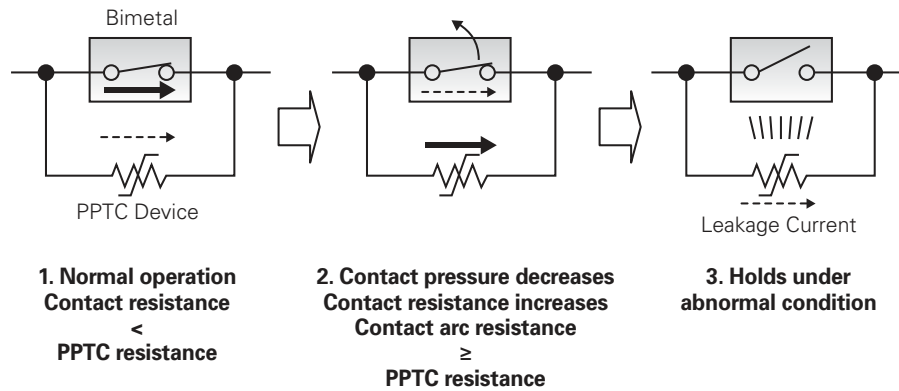 Bimetal
PPTC Device
Leakage Current
1. Normal operation
Contact resistance
<
PPTC resistance
2. Contact pressure decreases
Contact resistance increases
Contact arc resistance
≥
PPTC resistance
3. Holds under
abnormal condition